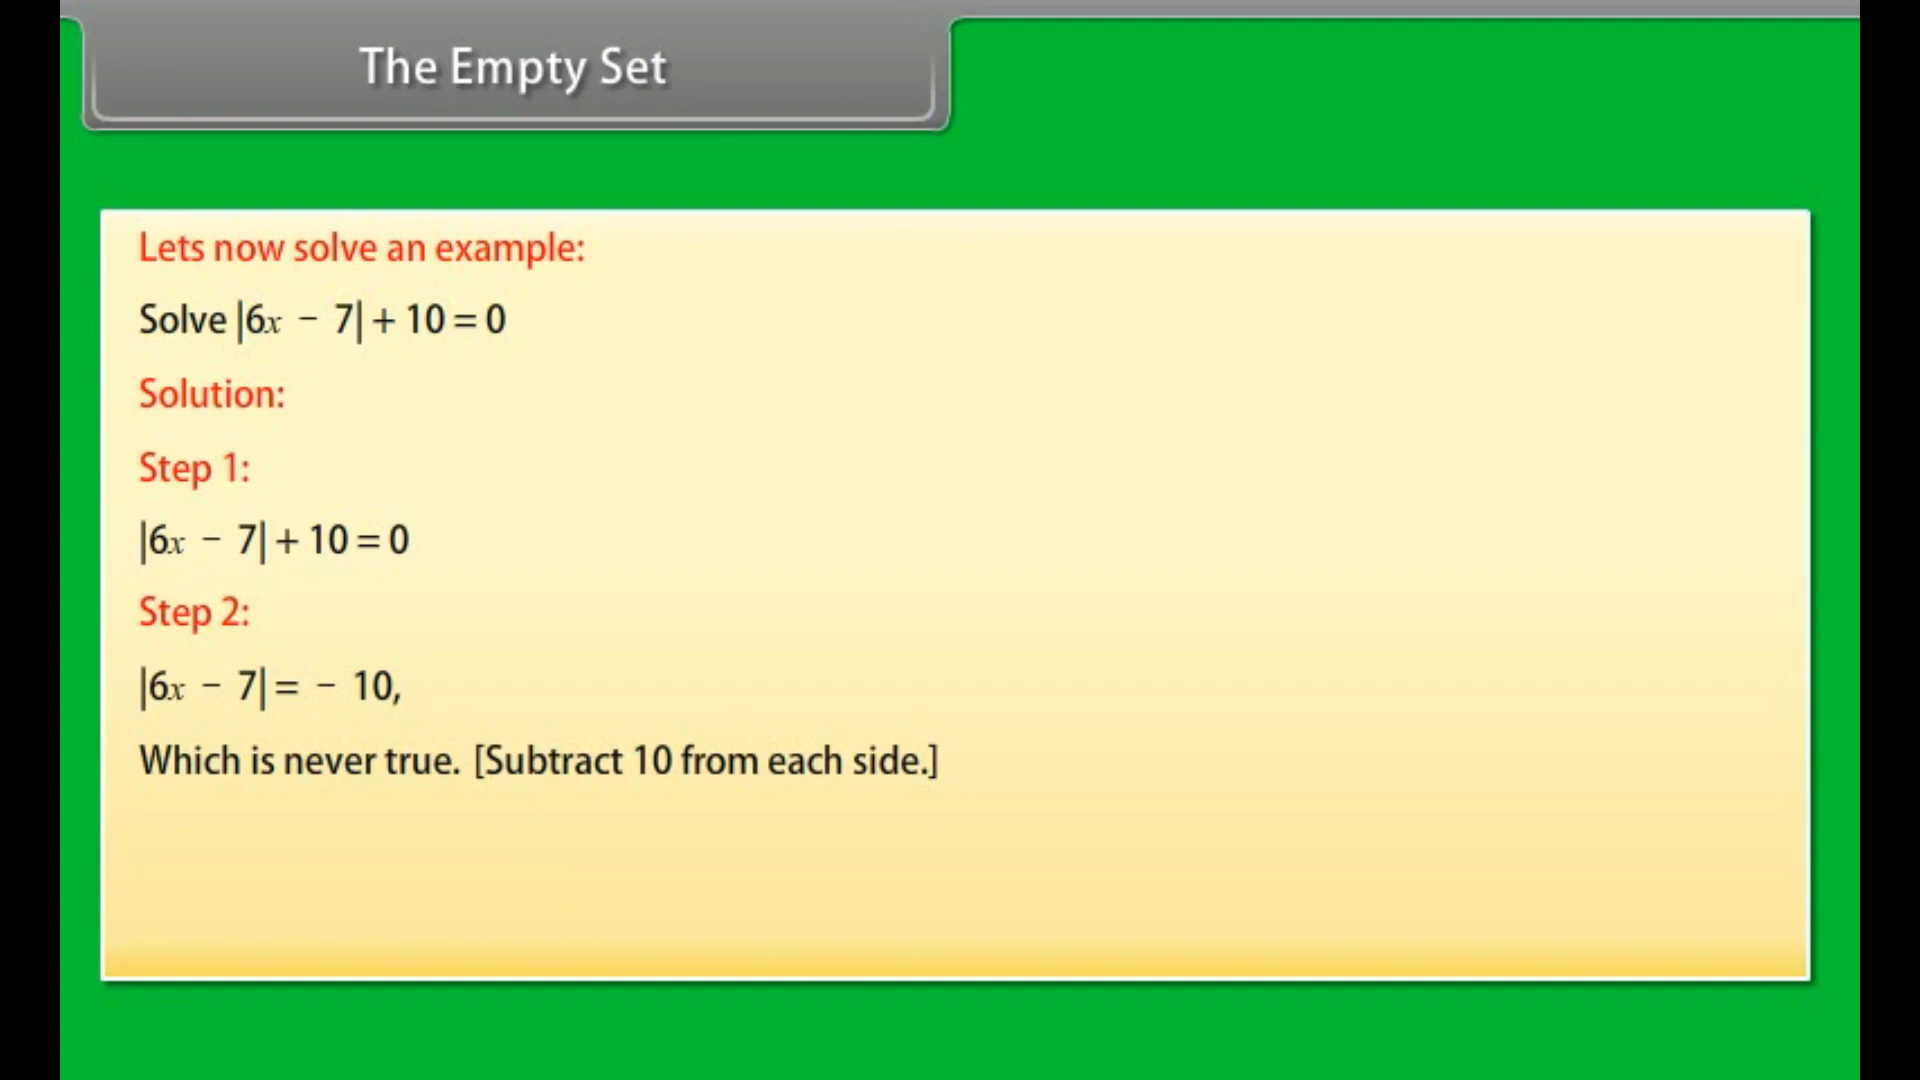 The Empty Set
Lets now solve an example:
Solve |6x − 7| + 10 = 0
Solution:
Step 1:
|6x − 7| + 10 = 0
Step 2:
|6x − 7| = − 10,
Which is never true. [Subtract 10 from each side.]